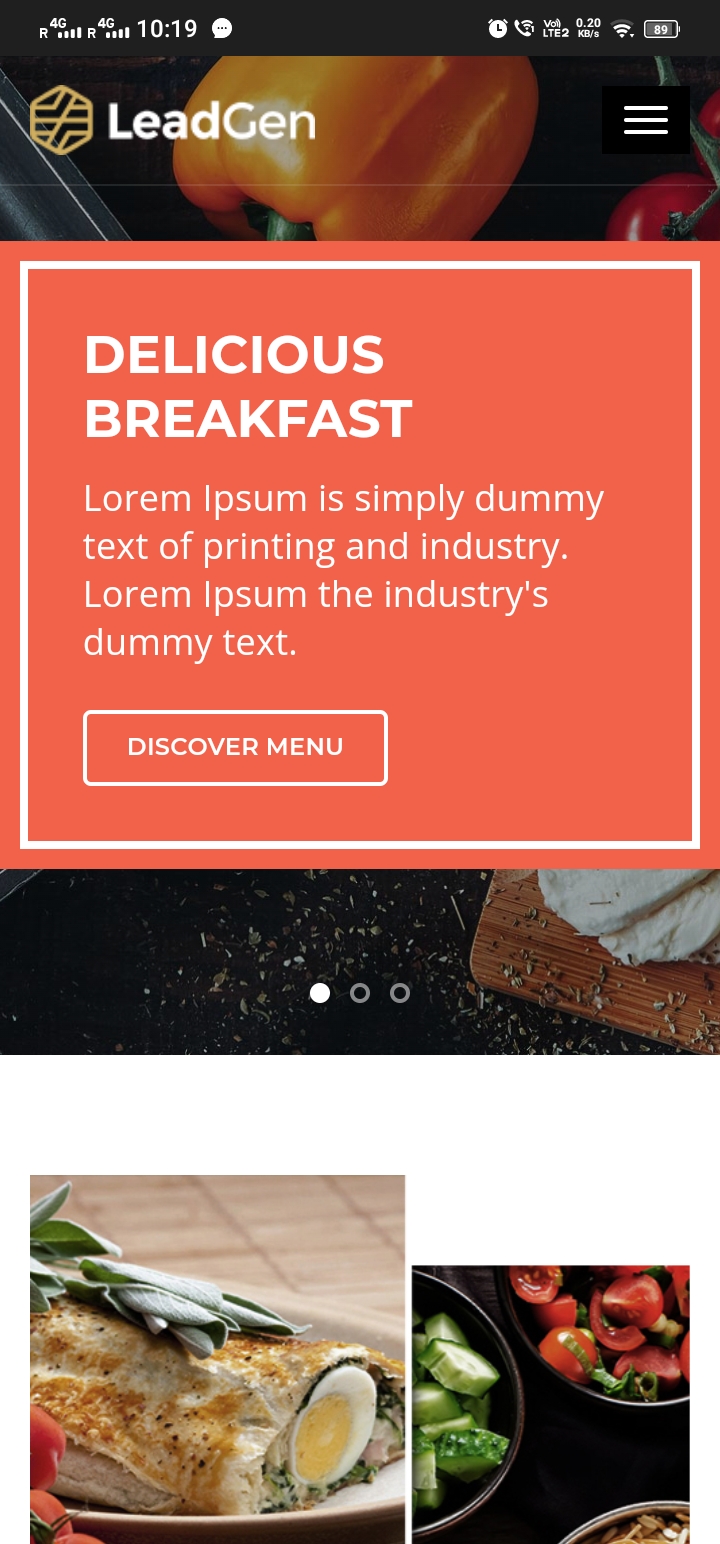 R 4G R 4G 10:19 Vo)) LTE2 0.20 KB/s 89
LeadGen
DELICIOUS
BREAKFAST
Lorem Ipsum is simply dummy
text of printing and industry.
Lorem Ipsum the industry's
dummy text.
DISCOVER MENU